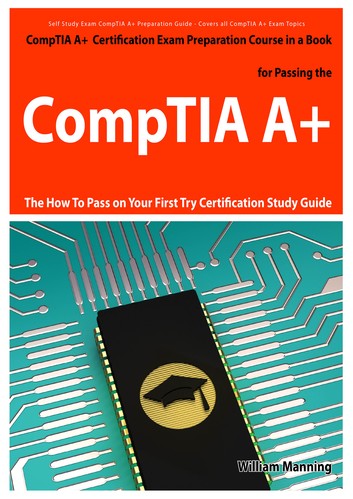 Self Study Exam CompTIA A+ Preparation Guide - Covers all CompTIA A+ Exam Topics
CompTIA A+ Certification Exam Preparation Course in a Book
for Passing the
CompTIA A+
The How To Pass on Your First Try Certification Study Guide
William Manning